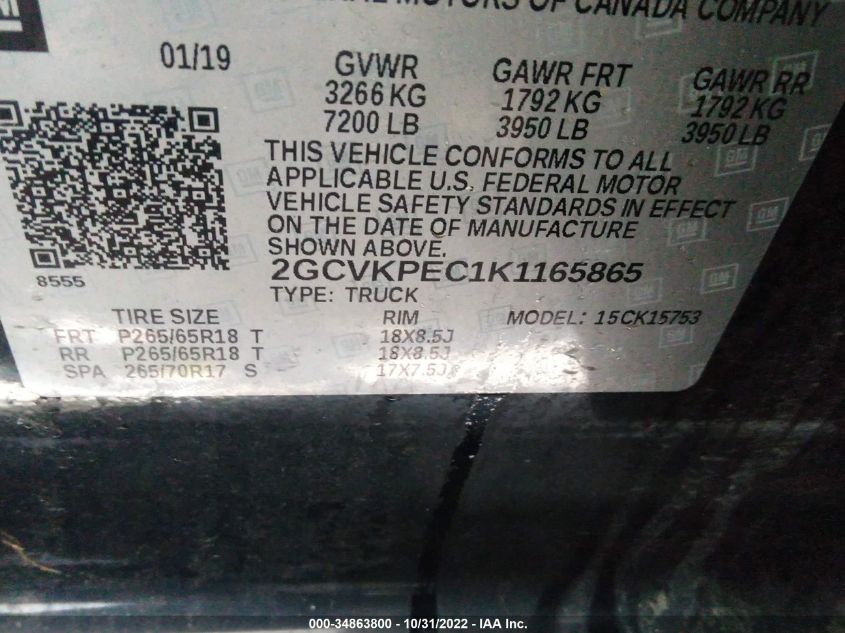 GM
MOTORS OF CANADA COMPANY
01/19
GVWR
3266 KG
7200 LB
GAWR FRT
1792 KG
3950 LB
GAWR RR
1792 KG
3950 LB
THIS VEHICLE CONFORMS TO ALL
APPLICABLE U.S. FEDERAL MOTOR
VEHICLE SAFETY STANDARDS IN EFFECT
ON THE DATE OF MANUFACTURE
SHOWN ABOVE.
8555
2GCVKPEC1K1165865
TYPE: TRUCK
TIRE SIZE RIM MODEL: 15CK15753
FRT P265/65R18 T 18X8.5J
RR P265/65R18 T 18X8.5J
SPA 265/70R17 S 17X7.5J
000-34863800 - 10/31/2022 - IAA Inc.